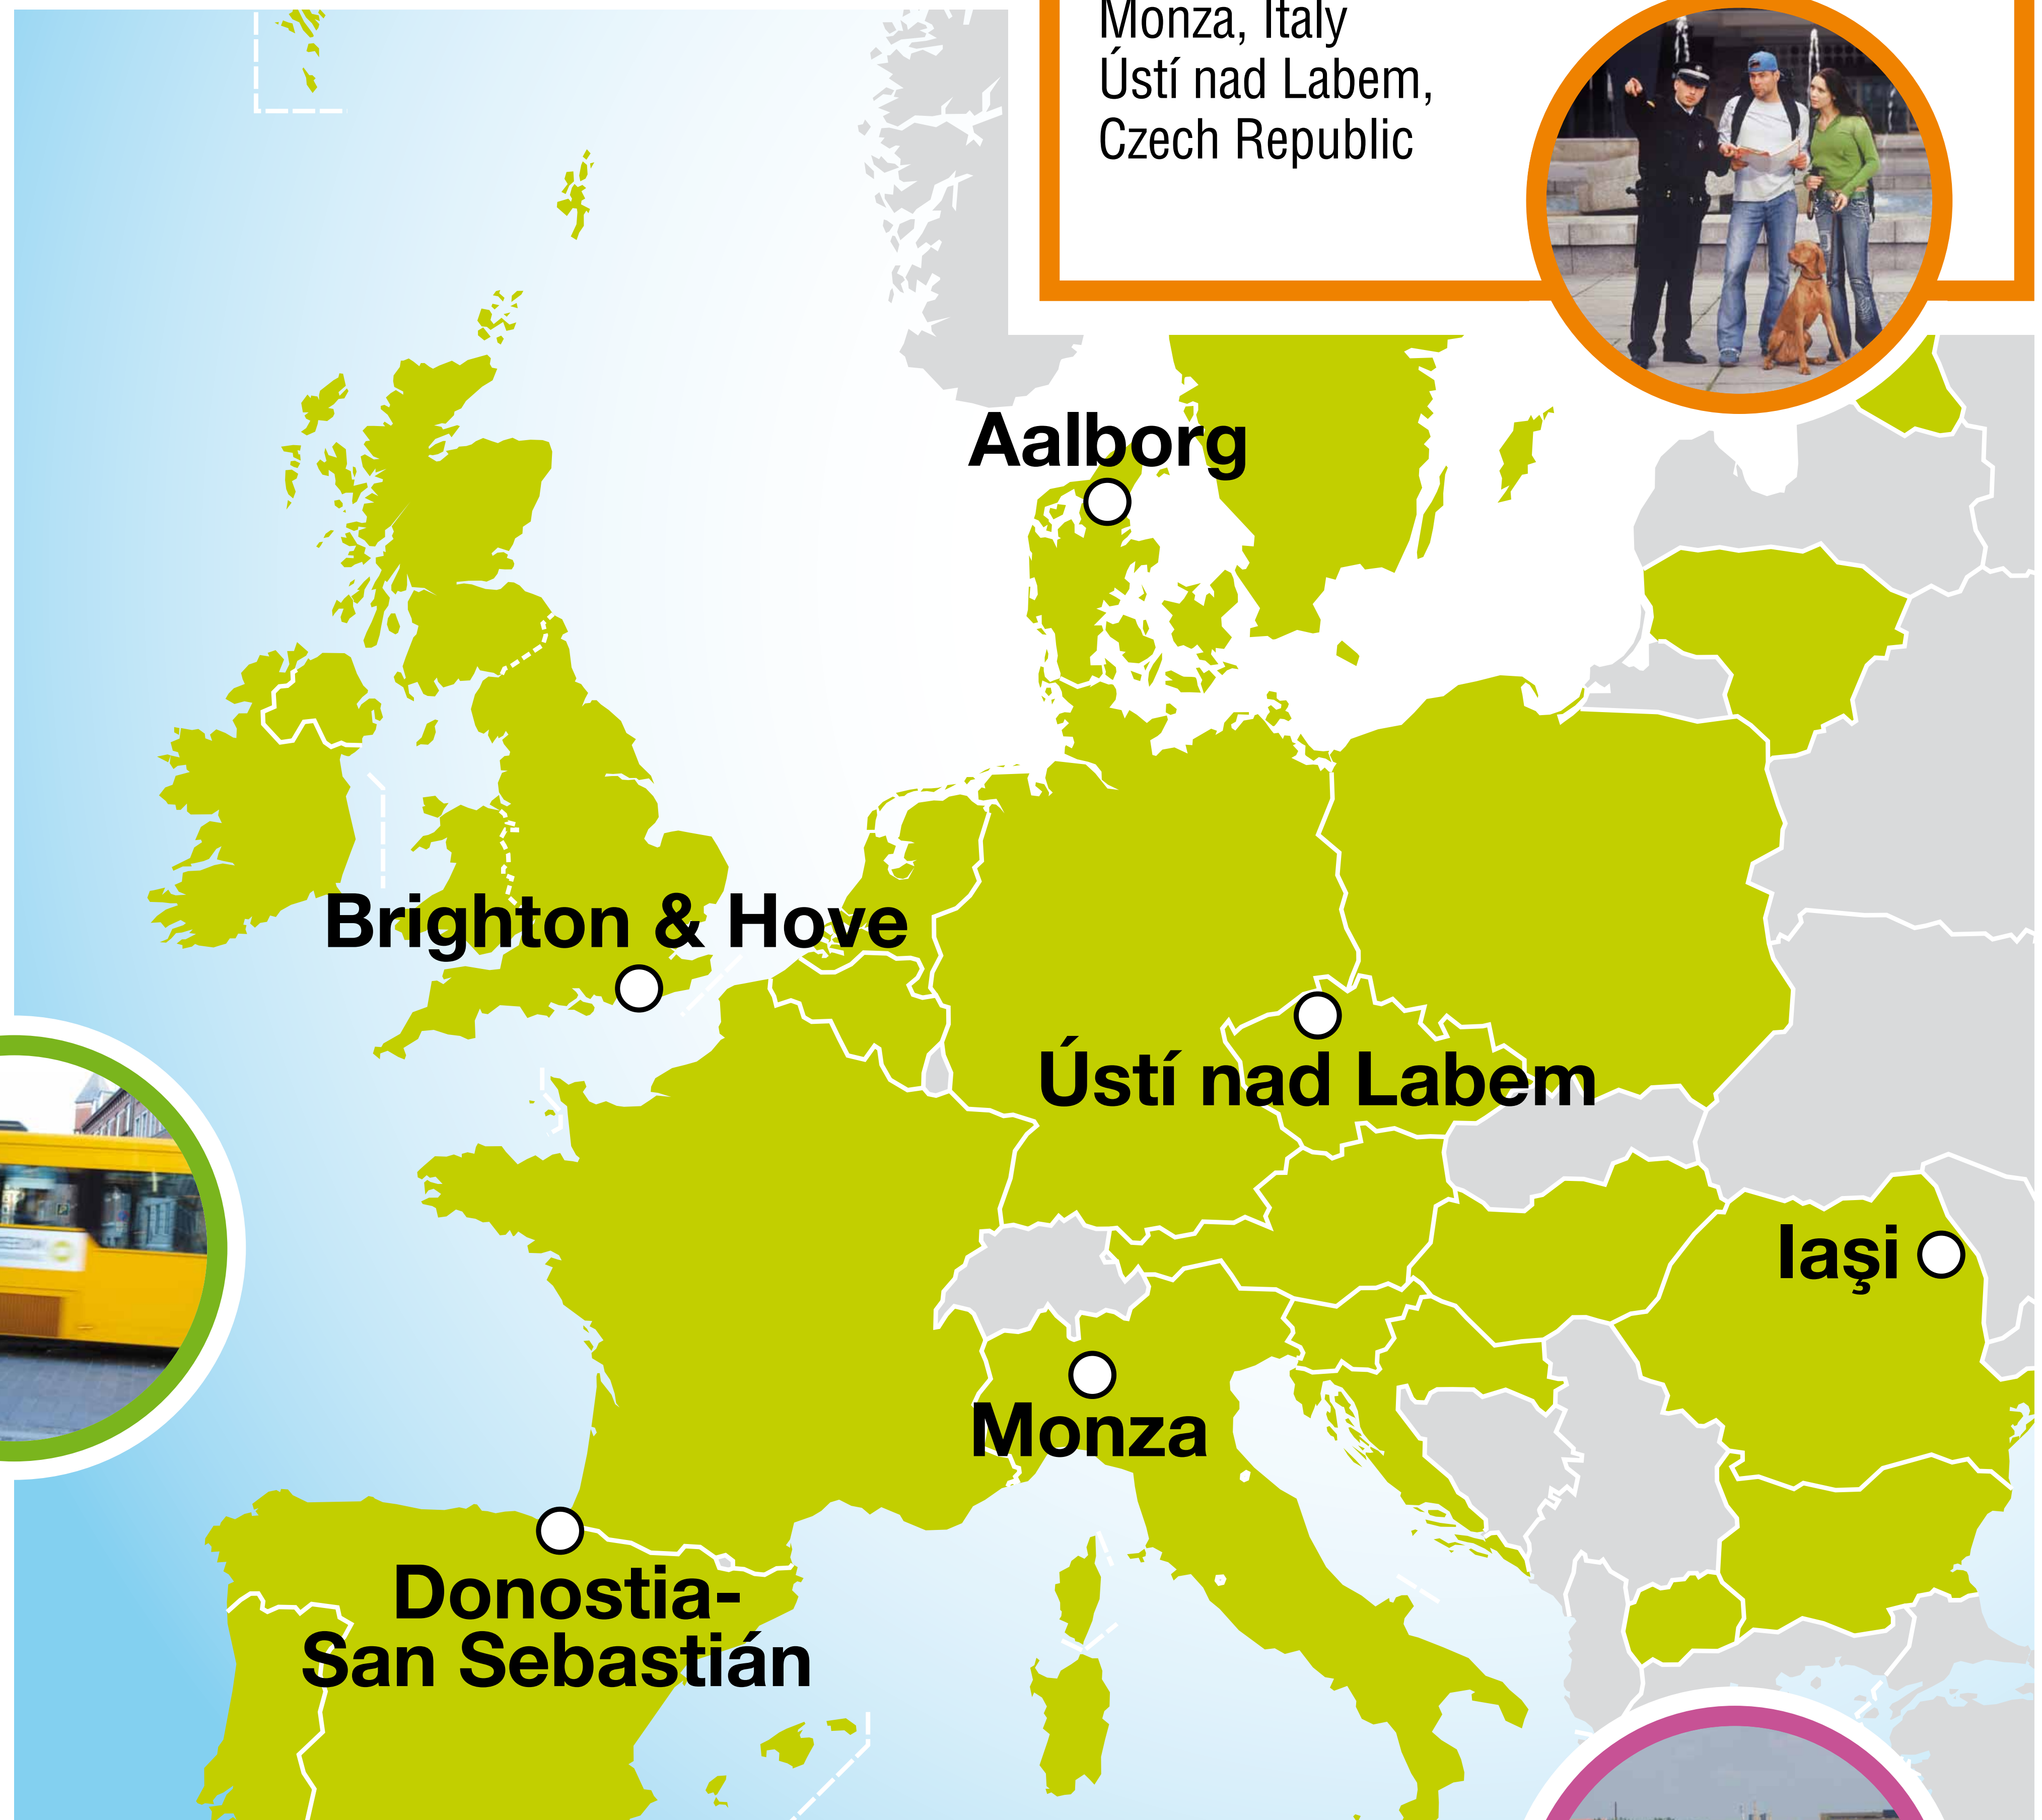 Monza, Italy
Ústí nad Labem,
Czech Republic
Aalborg
Brighton & Hove
Ústí nad Labem
Iaşi
Monza
Donostia-
San Sebastián